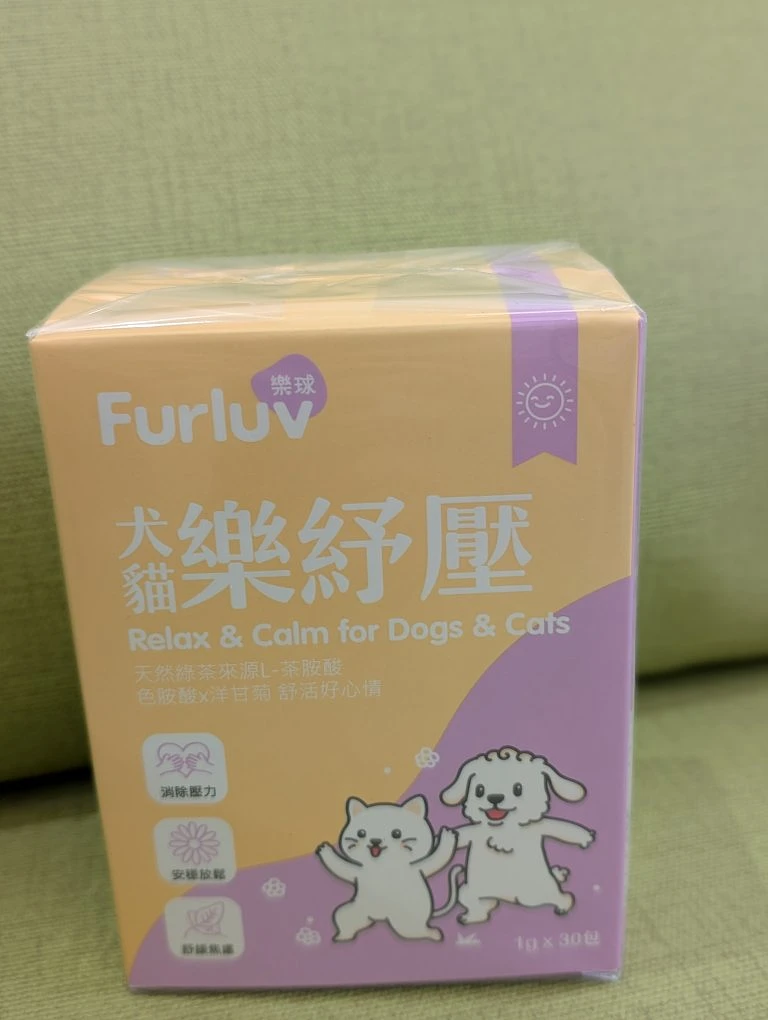 樂球
Furluv
犬貓 樂紓壓
Relax & Calm for Dogs & Cats
天然綠茶來源L-茶胺酸
色胺酸x洋甘菊 舒活好心情
消除壓力
安穩放鬆
舒緩焦慮
1g x 30包